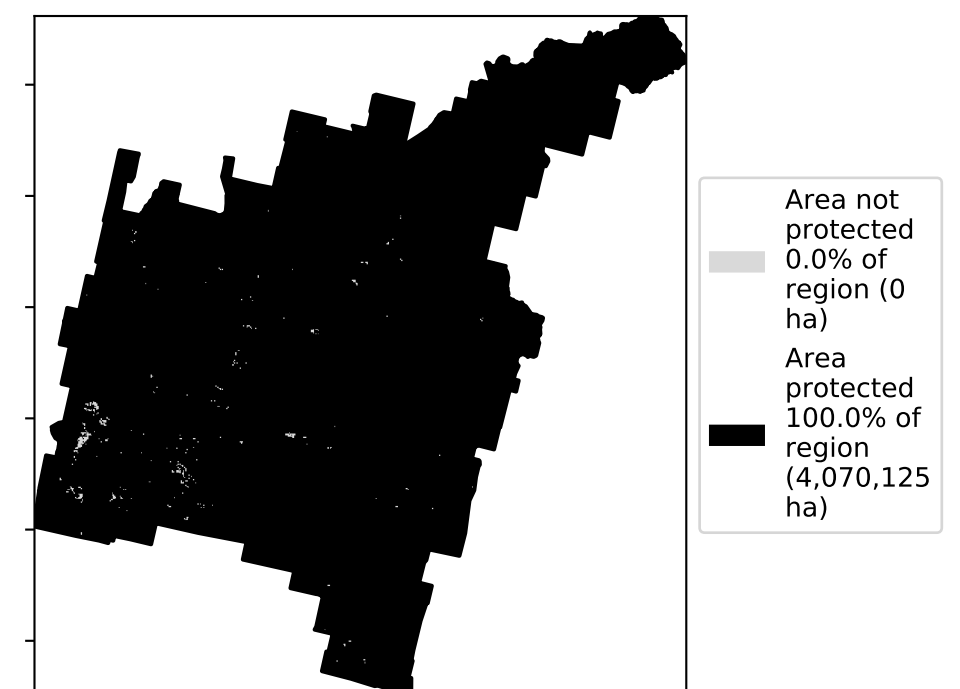 Area not
protected
0.0% of
region (0
ha)
Area
protected
100.0% of
region
(4,070,125
ha)